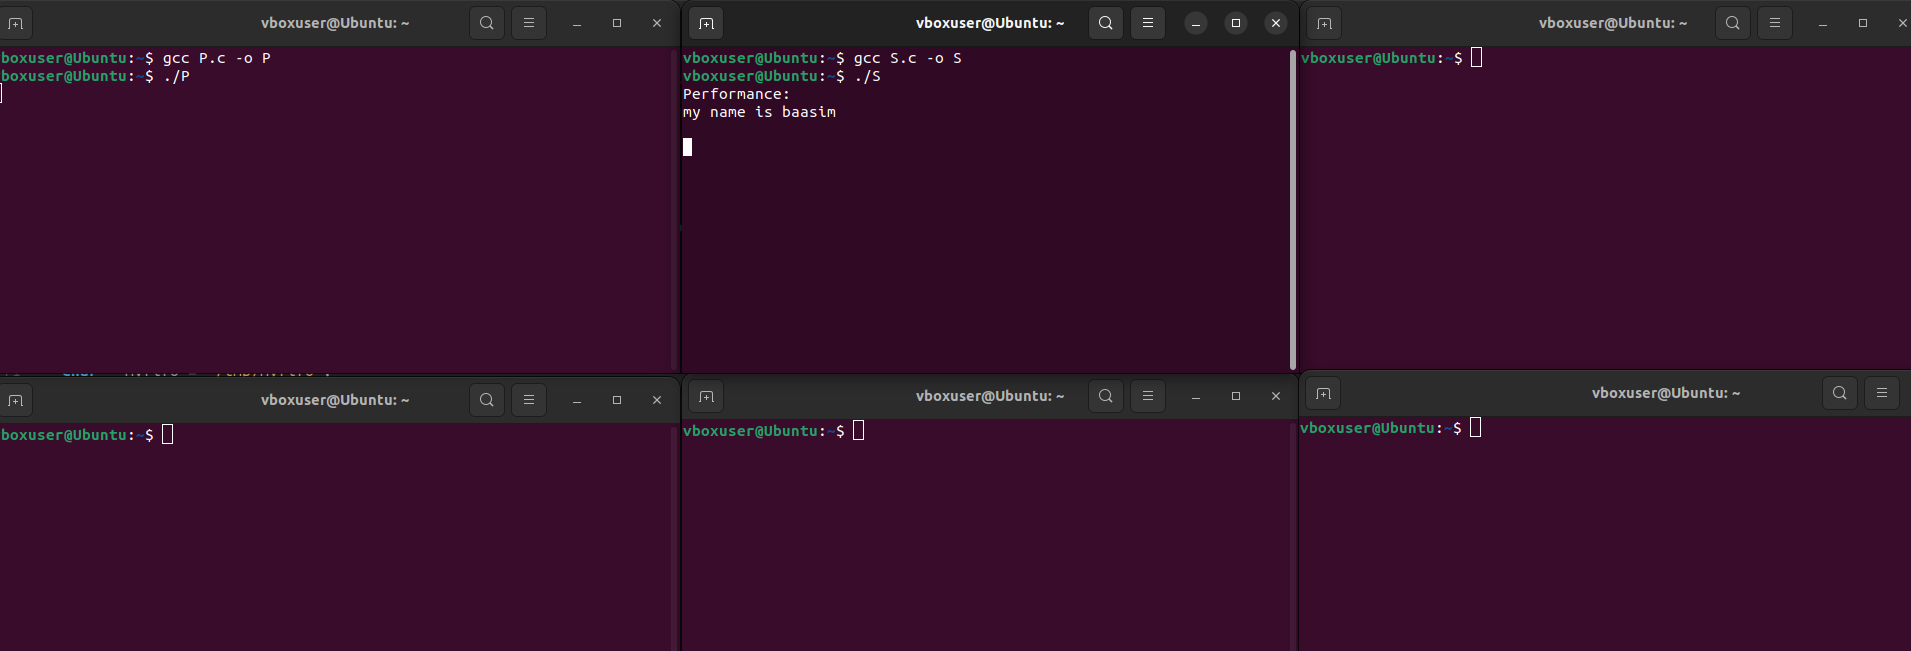 vboxuser@Ubuntu: ~
boxuser@Ubuntu:~$ gcc P.c -o P
boxuser@Ubuntu:~$ ./P
vboxuser@Ubuntu: ~
vboxuser@Ubuntu:~$ gcc S.c -o S
vboxuser@Ubuntu:~$ ./S
Performance:
my name is baasim
vboxuser@Ubuntu: ~
vboxuser@Ubuntu:~$
vboxuser@Ubuntu: ~
boxuser@Ubuntu:~$
vboxuser@Ubuntu: ~
vboxuser@Ubuntu:~$
vboxuser@Ubuntu: ~
vboxuser@Ubuntu:~$